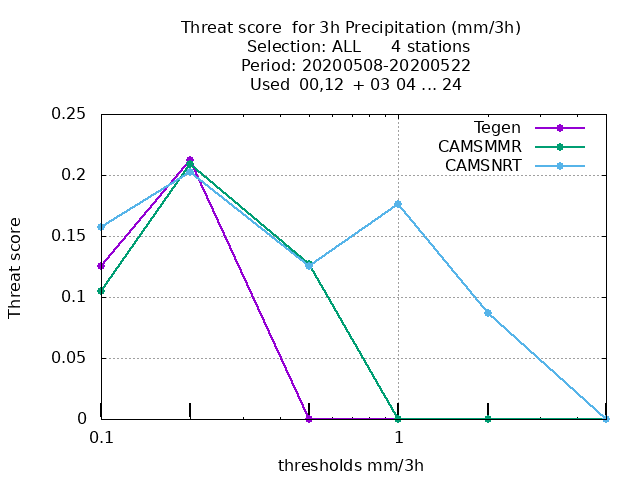 Threat score  for 3h Precipitation (mm/3h)
Selection: ALL      4 stations
Period: 20200508-20200522
Used  00,12  + 03 04 ... 24
0.25
0.2
0.15
0.1
0.05
0
Threat score
Tegen
CAMSMMR
CAMSNRT
0.1
1
thresholds mm/3h